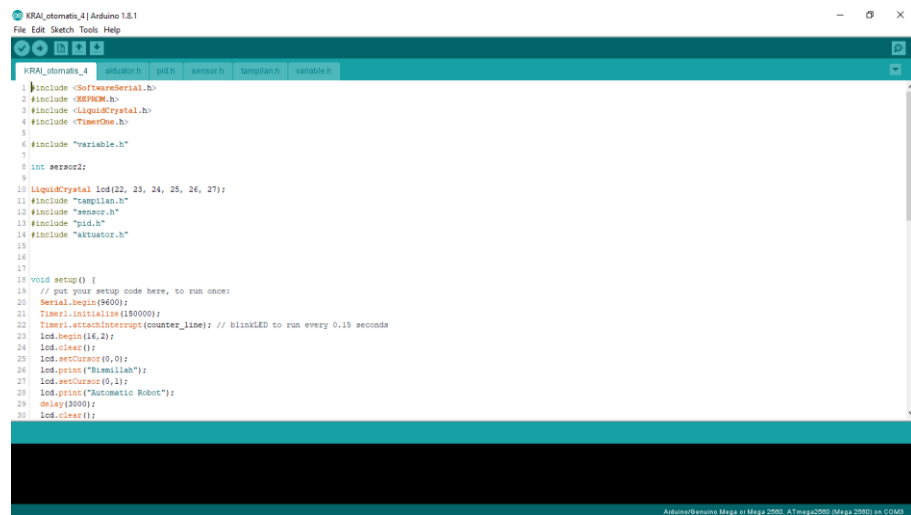 KRAI_otomatis_4 | Arduino 1.8.1
File Edit Sketch Tools Help
KRAI_otomatis_4 aktuator.h pid.h sensor.h tampilan.h variable.h
1 #include <SoftwareSerial.h>
2 #include <EEPROM.h>
3 #include <LiquidCrystal.h>
4 #include <TimerOne.h>
5
6 #include "variable.h"
7
8 int sersor2;
9
10 LiquidCrystal lcd(22, 23, 24, 25, 26, 27);
11 #include "tampilan.h"
12 #include "sensor.h"
13 #include "pid.h"
14 #include "aktuator.h"
15
16
17
18 void setup() {
19 // put your setup code here, to run once:
20 Serial.begin(9600);
21 Timer1.initialize(150000);
22 Timer1.attachInterrupt(counter_line); // blinkLED to run every 0.15 seconds
23 lcd.begin(16,2);
24 lcd.clear();
25 lcd.setCursor(0,0);
26 lcd.print("Bismillah");
27 lcd.setCursor(0,1);
28 lcd.print("Automatic Robot");
29 delay(3000);
30 lcd.clear();
Arduino/Genuino Mega or Mega 2560, ATmega2560 (Mega 2560) on COM3